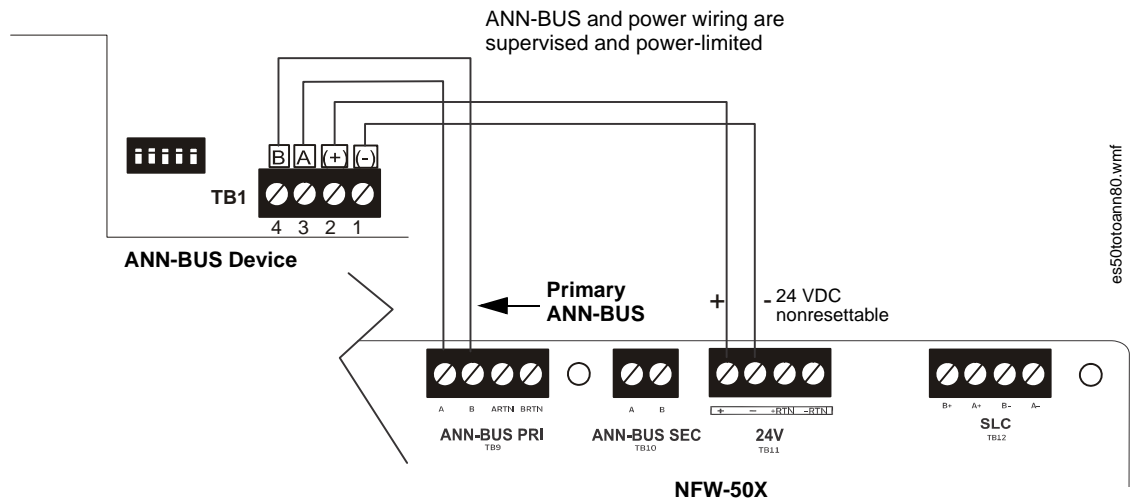 ANN-BUS and power wiring are
supervised and power-limited
B A (+) (-)
TB1
4 3 2 1
ANN-BUS Device
es50totoann80.wmf
Primary
ANN-BUS
+ - 24 VDC
nonresettable
A B ARTN BRTN
ANN-BUS PRI
TB9
A B
ANN-BUS SEC
TB10
+ – +RTN –RTN
24V
TB11
B+ A+ B– A–
SLC
TB12
NFW-50X